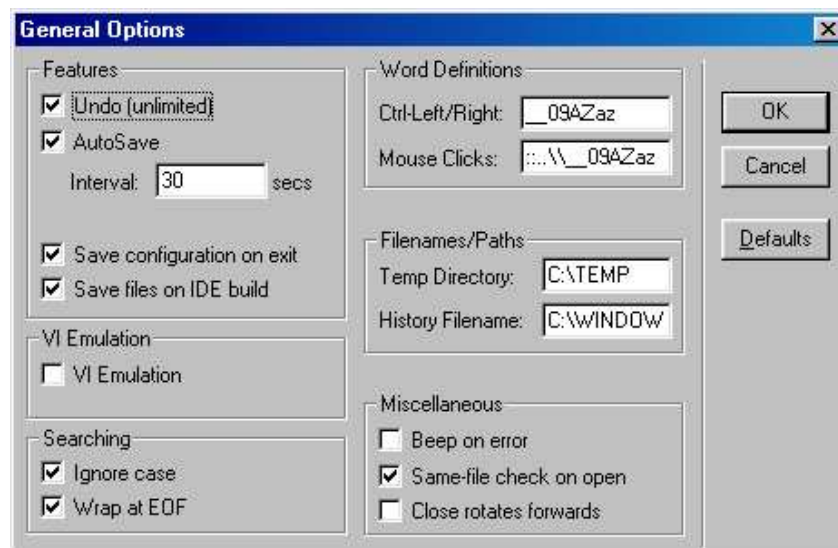 General Options
Features
Undo (unlimited)
AutoSave
Interval: 30 secs
Save configuration on exit
Save files on IDE build
VI Emulation
VI Emulation
Searching
Ignore case
Wrap at EOF
Word Definitions
Ctrl-Left/Right: __09AZaz
Mouse Clicks: ::..\\__09AZaz
Filenames/Paths
Temp Directory: C:\TEMP
History Filename: C:\WINDOW
Miscellaneous
Beep on error
Same-file check on open
Close rotates forwards
OK
Cancel
Defaults